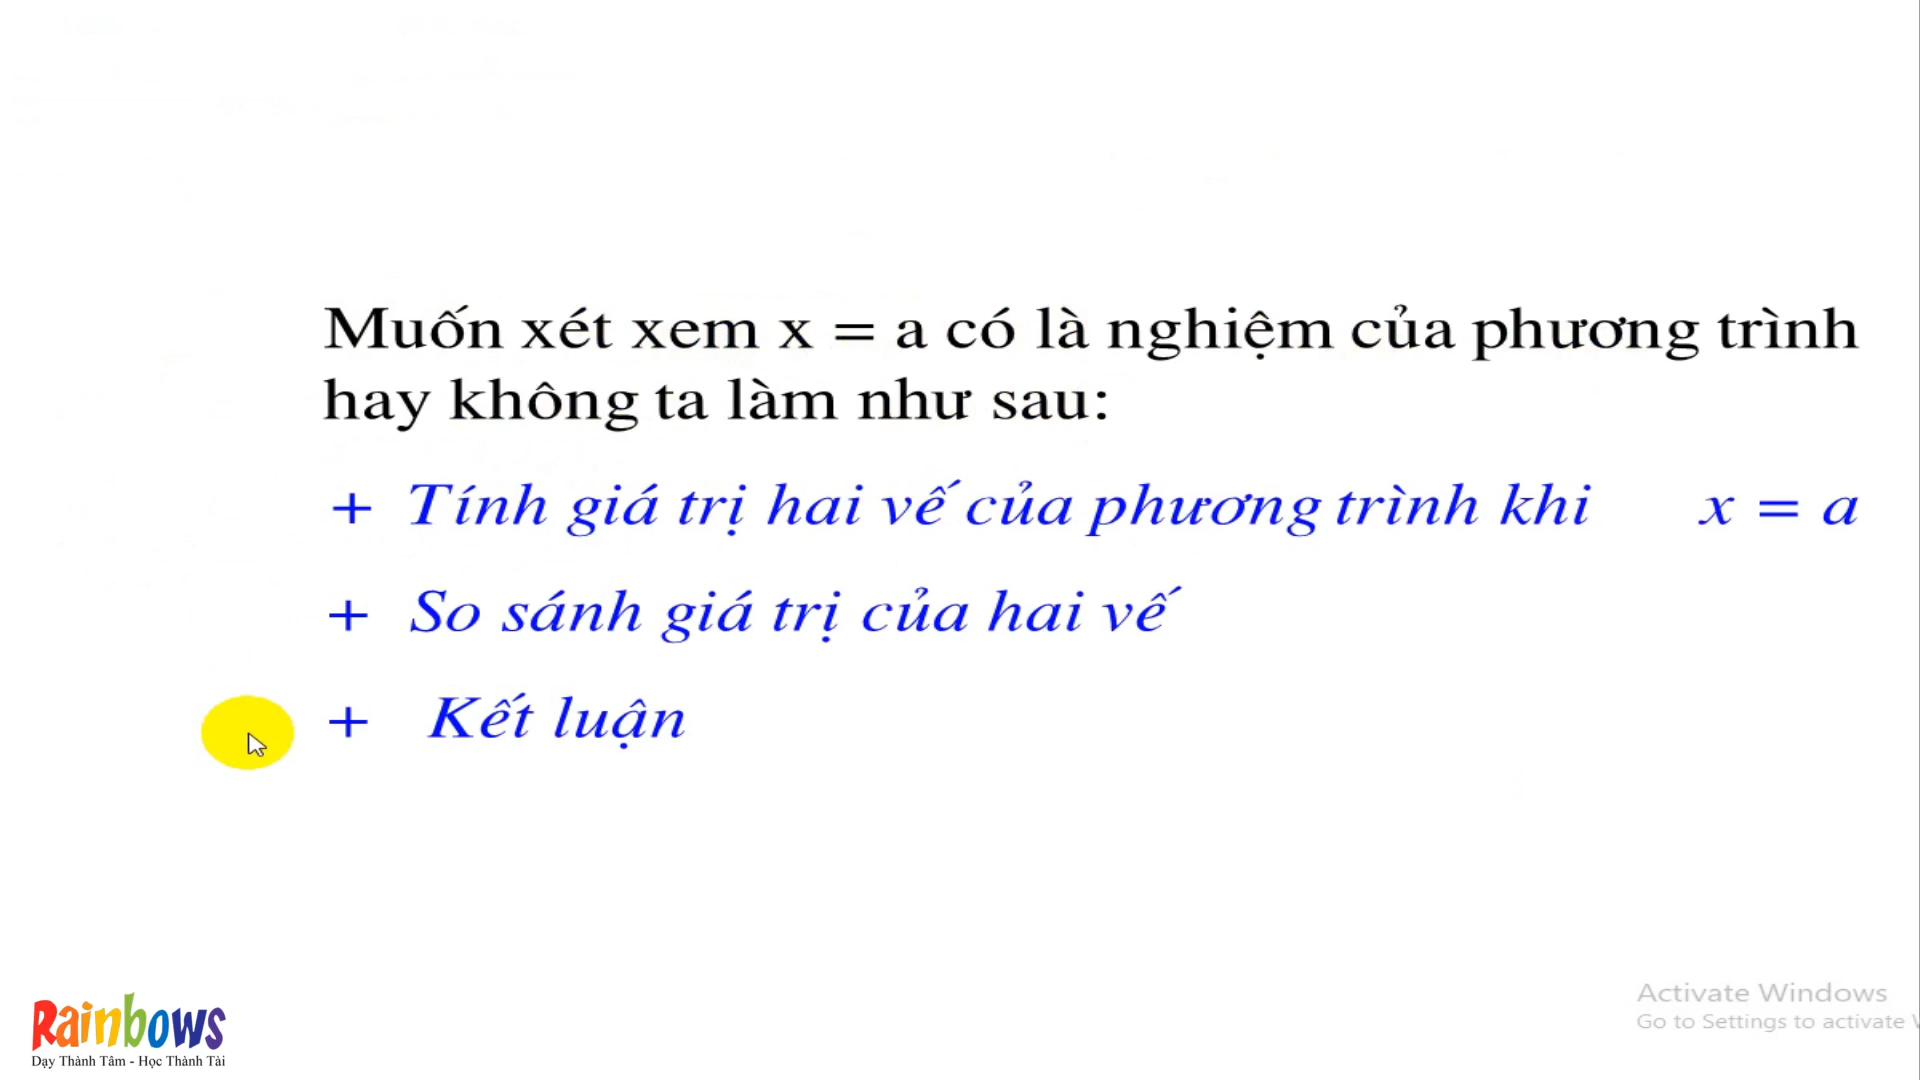 Muốn xét xem x = a có là nghiệm của phương trình
hay không ta làm như sau:
+ Tính giá trị hai vế của phương trình khi x = a
+ So sánh giá trị của hai vế
+ Kết luận
Rainbows
Dạy Thành Tâm - Học Thành Tài
Activate Windows
Go to Settings to activate